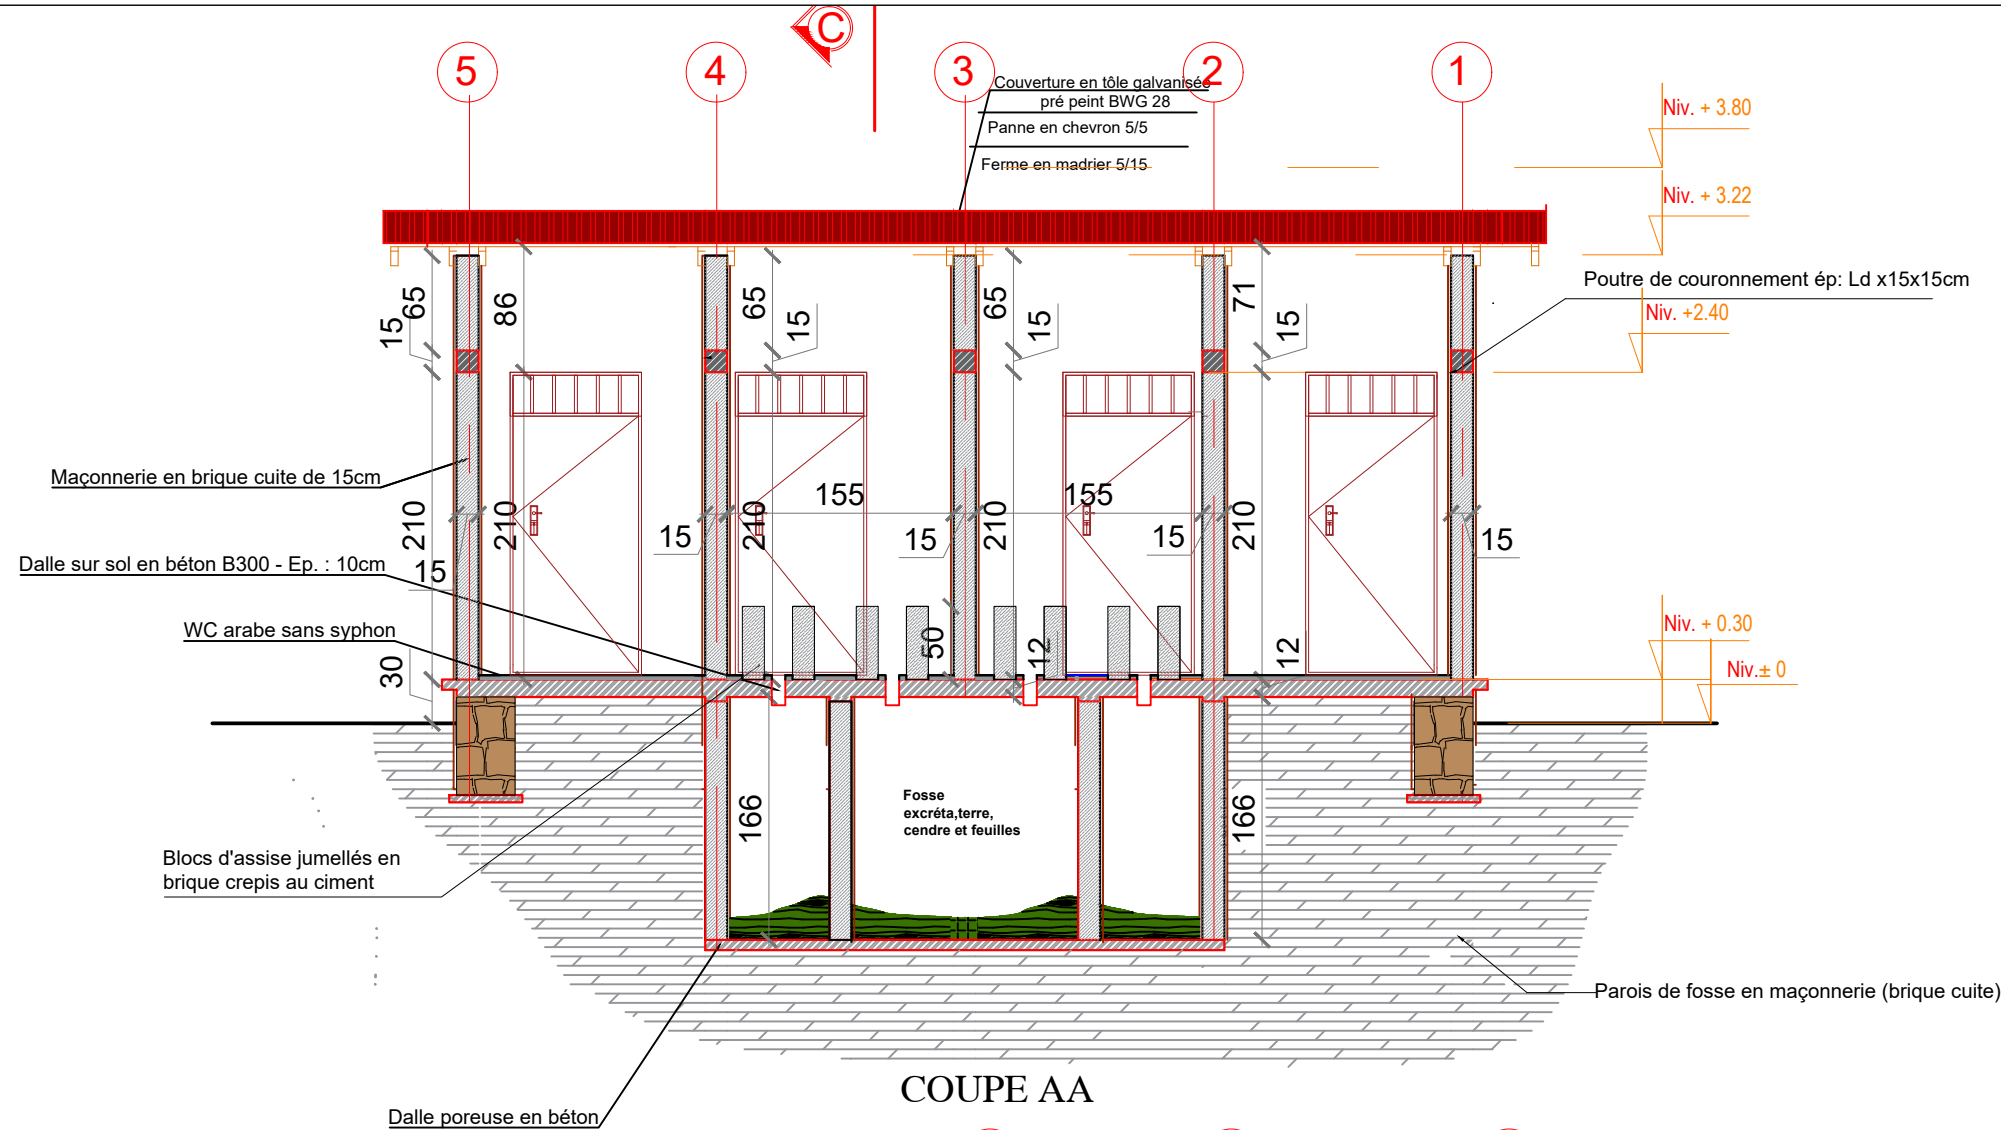 C
5
4
3
2
1
Couverture en tôle galvanisée
pré peint BWG 28
Panne en chevron 5/5
Ferme en madrier 5/15
Niv. + 3.80
Niv. + 3.22
Poutre de couronnement ép: Ld x15x15cm
Niv. +2.40
65
15
86
65
15
65
15
71
15
Maçonnerie en brique cuite de 15cm
155
155
210
210
210
210
210
15
15
15
15
15
Dalle sur sol en béton B300 - Ep. : 10cm
WC arabe sans syphon
30
50
12
12
Niv. + 0.30
Niv.± 0
166
166
Fosse
excréta,terre,
cendre et feuilles
Blocs d'assise jumellés en
brique crepis au ciment
Parois de fosse en maçonnerie (brique cuite)
COUPE AA
Dalle poreuse en béton